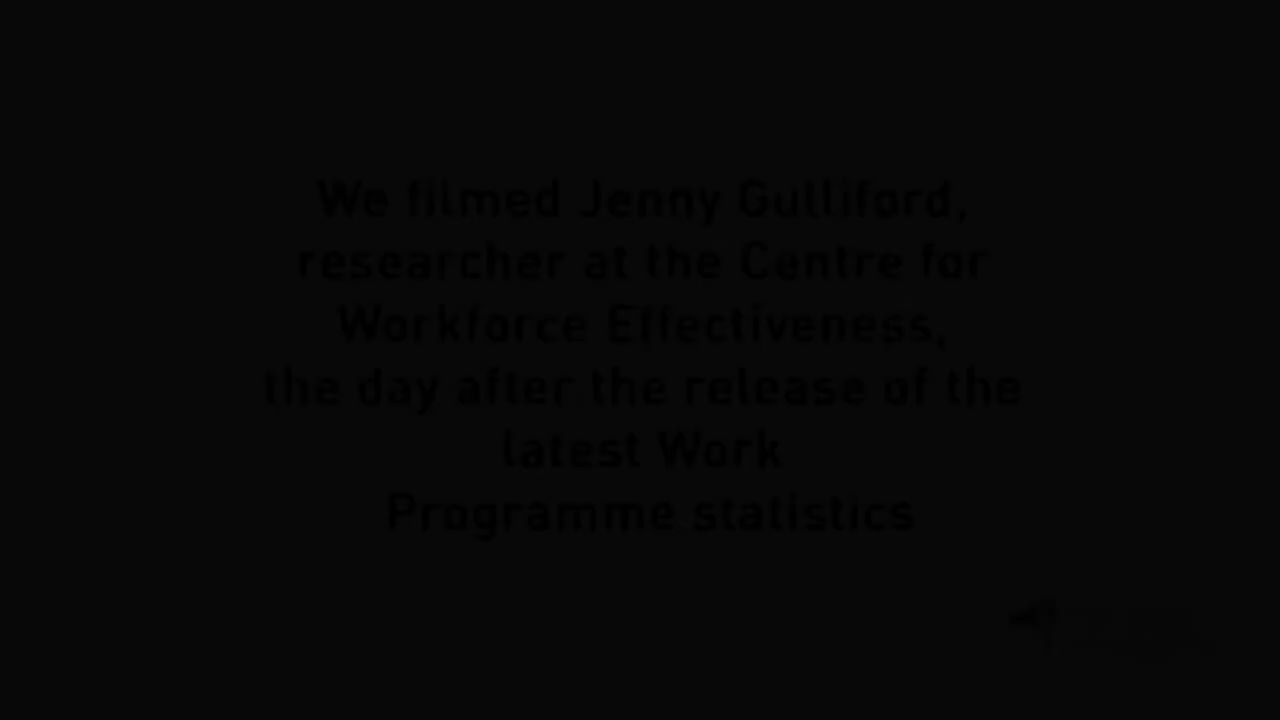 We filmed Jenny Gulliford,
researcher at the Centre for
Workforce Effectiveness,
the day after the release of the
latest Work
Programme statistics